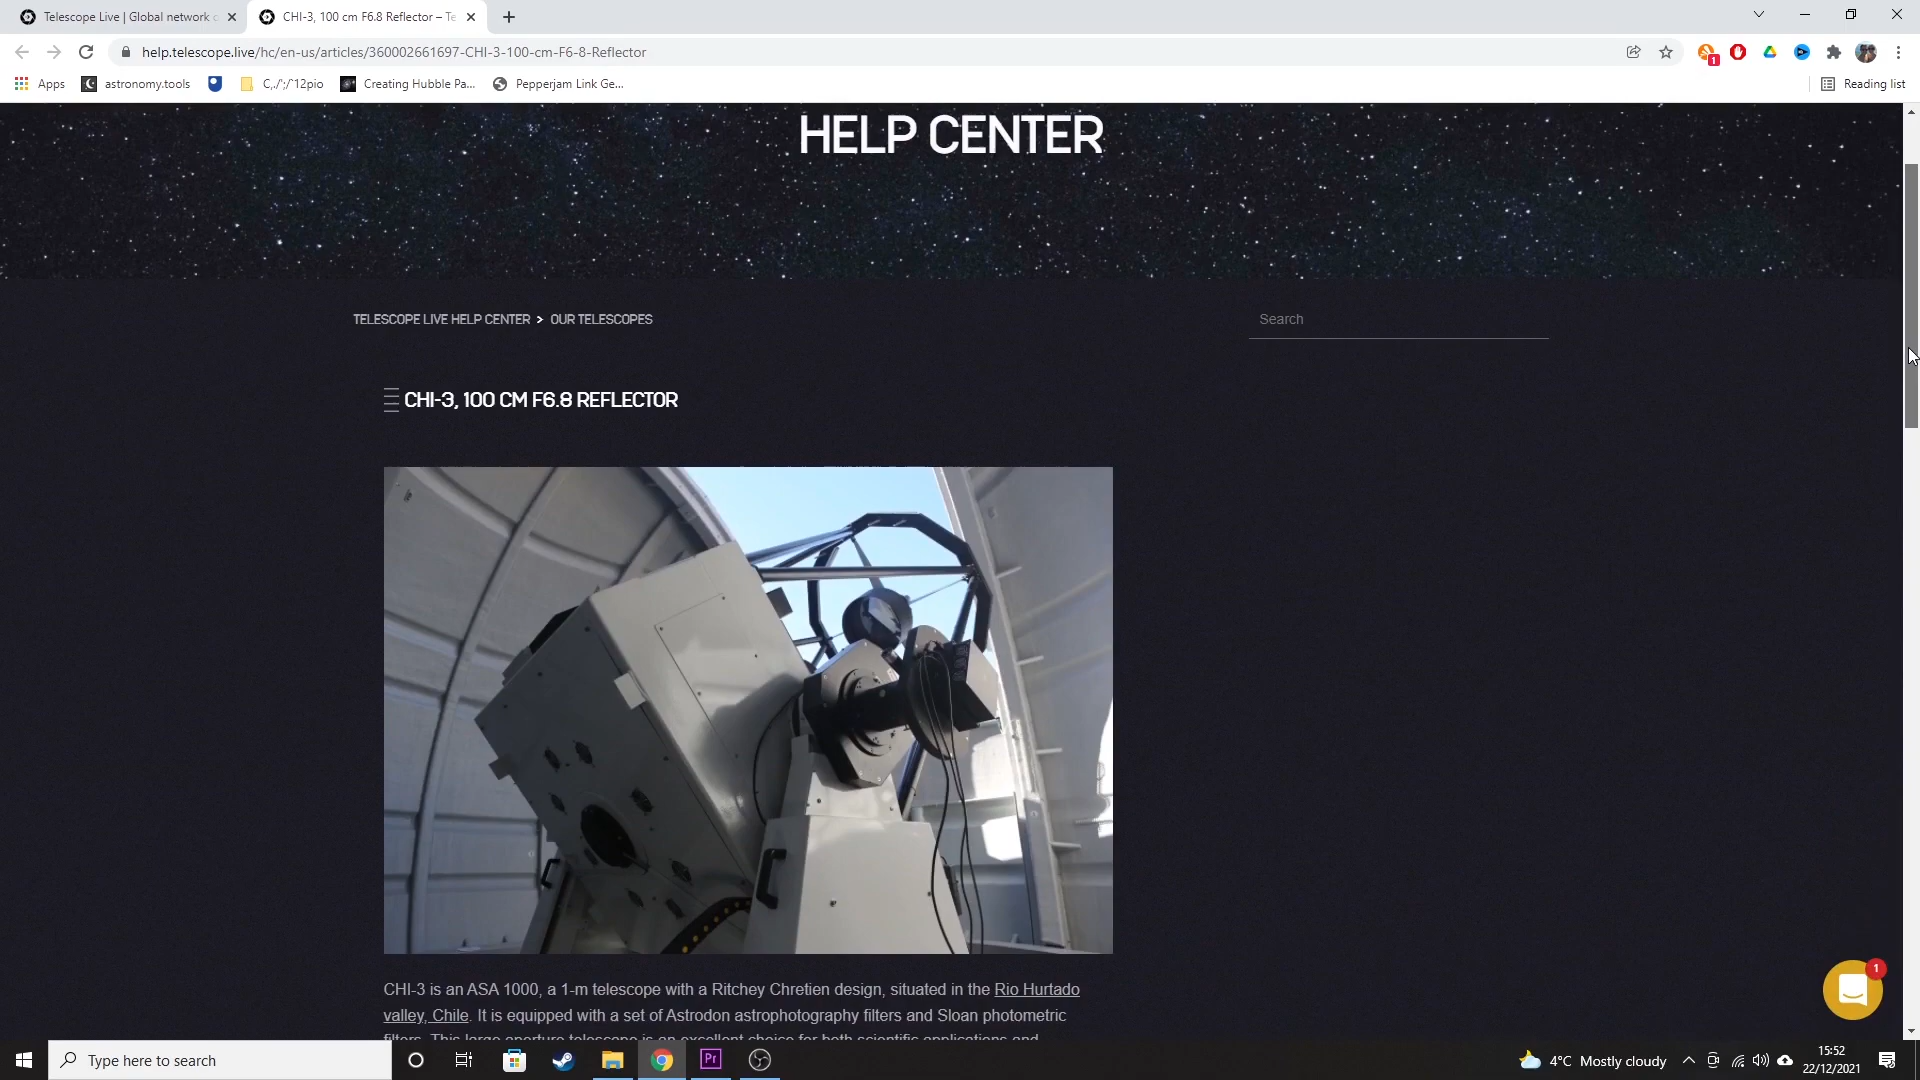 Telescope Live | Global network o
CHI-3, 100 cm F6.8 Reflector – Te
help.telescope.live/hc/en-us/articles/360002661697-CHI-3-100-cm-F6-8-Reflector
1
Apps
astronomy.tools
C,./';/'12pio
Creating Hubble Pa...
Pepperjam Link Ge...
Reading list
HELP CENTER
TELESCOPE LIVE HELP CENTER > OUR TELESCOPES
Search
CHI-3, 100 CM F6.8 REFLECTOR
CHI-3 is an ASA 1000, a 1-m telescope with a Ritchey Chretien design, situated in the Rio Hurtado
valley, Chile. It is equipped with a set of Astrodon astrophotography filters and Sloan photometric
filters. This large aperture telescope is an excellent choice for both scientific applications and
1
Type here to search
Pr
4°C Mostly cloudy
15:52
22/12/2021